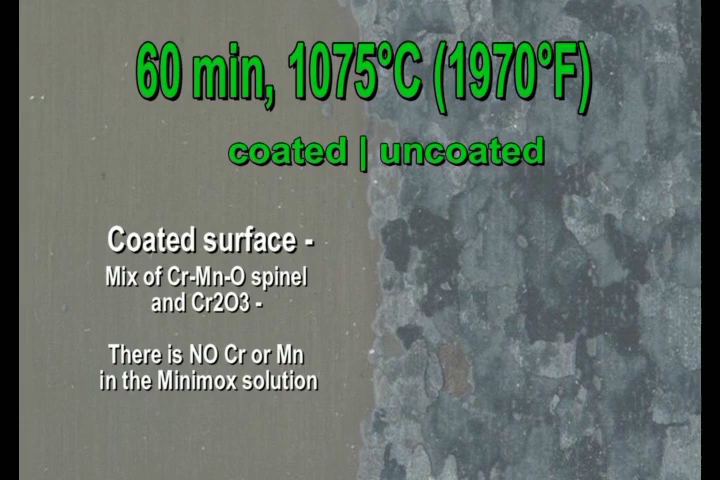 60 min, 1075°C (1970°F)
coated | uncoated
Coated surface -
Mix of Cr-Mn-O spinel
and Cr2O3 -
There is NO Cr or Mn
in the Minimox solution